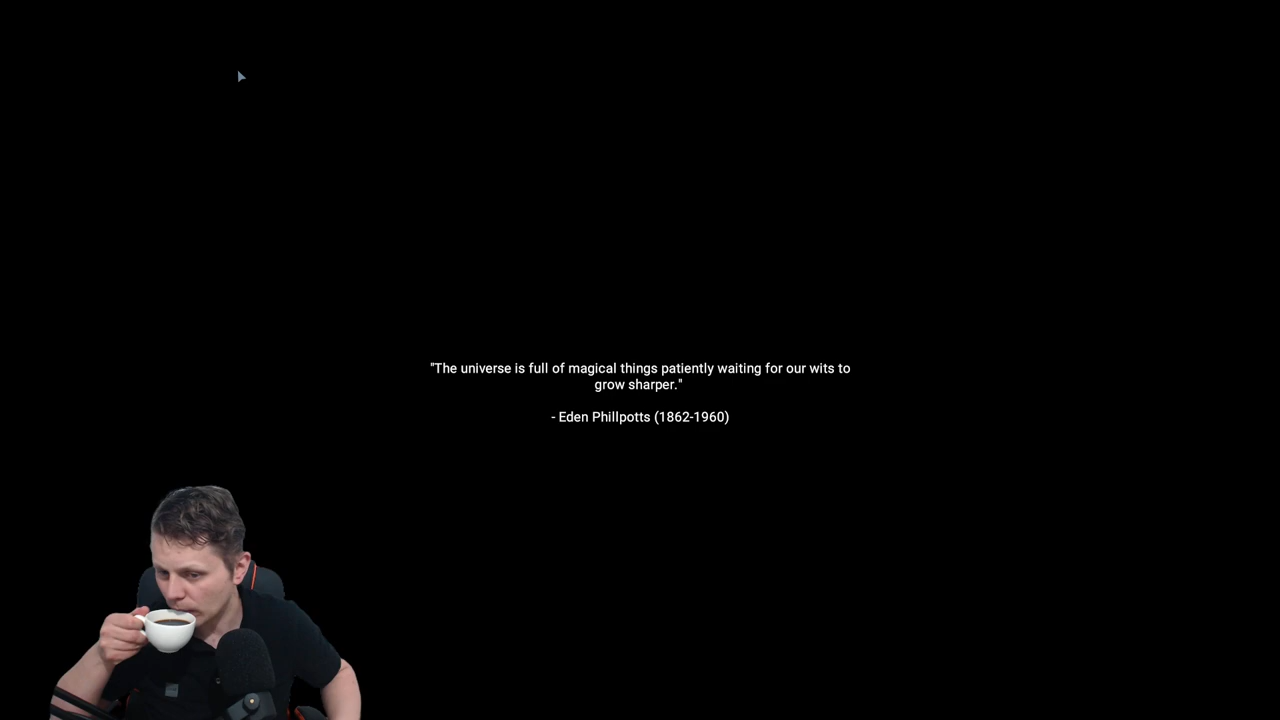 "The universe is full of magical things patiently waiting for our wits to
grow sharper."
- Eden Phillpotts (1862-1960)